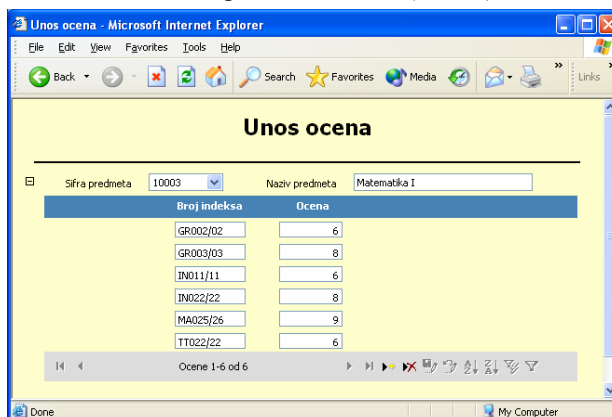 Unos ocena - Microsoft Internet Explorer
File Edit View Favorites Tools Help
Back Search Favorites Media » Links »
Unos ocena
Sifra predmeta 10003 Naziv predmeta Matematika I
Broj indeksa Ocena
GR002/02 6
GR003/03 8
IN011/11 6
IN022/22 8
MA025/26 9
TT022/22 6
Ocene 1-6 od 6
Done My Computer